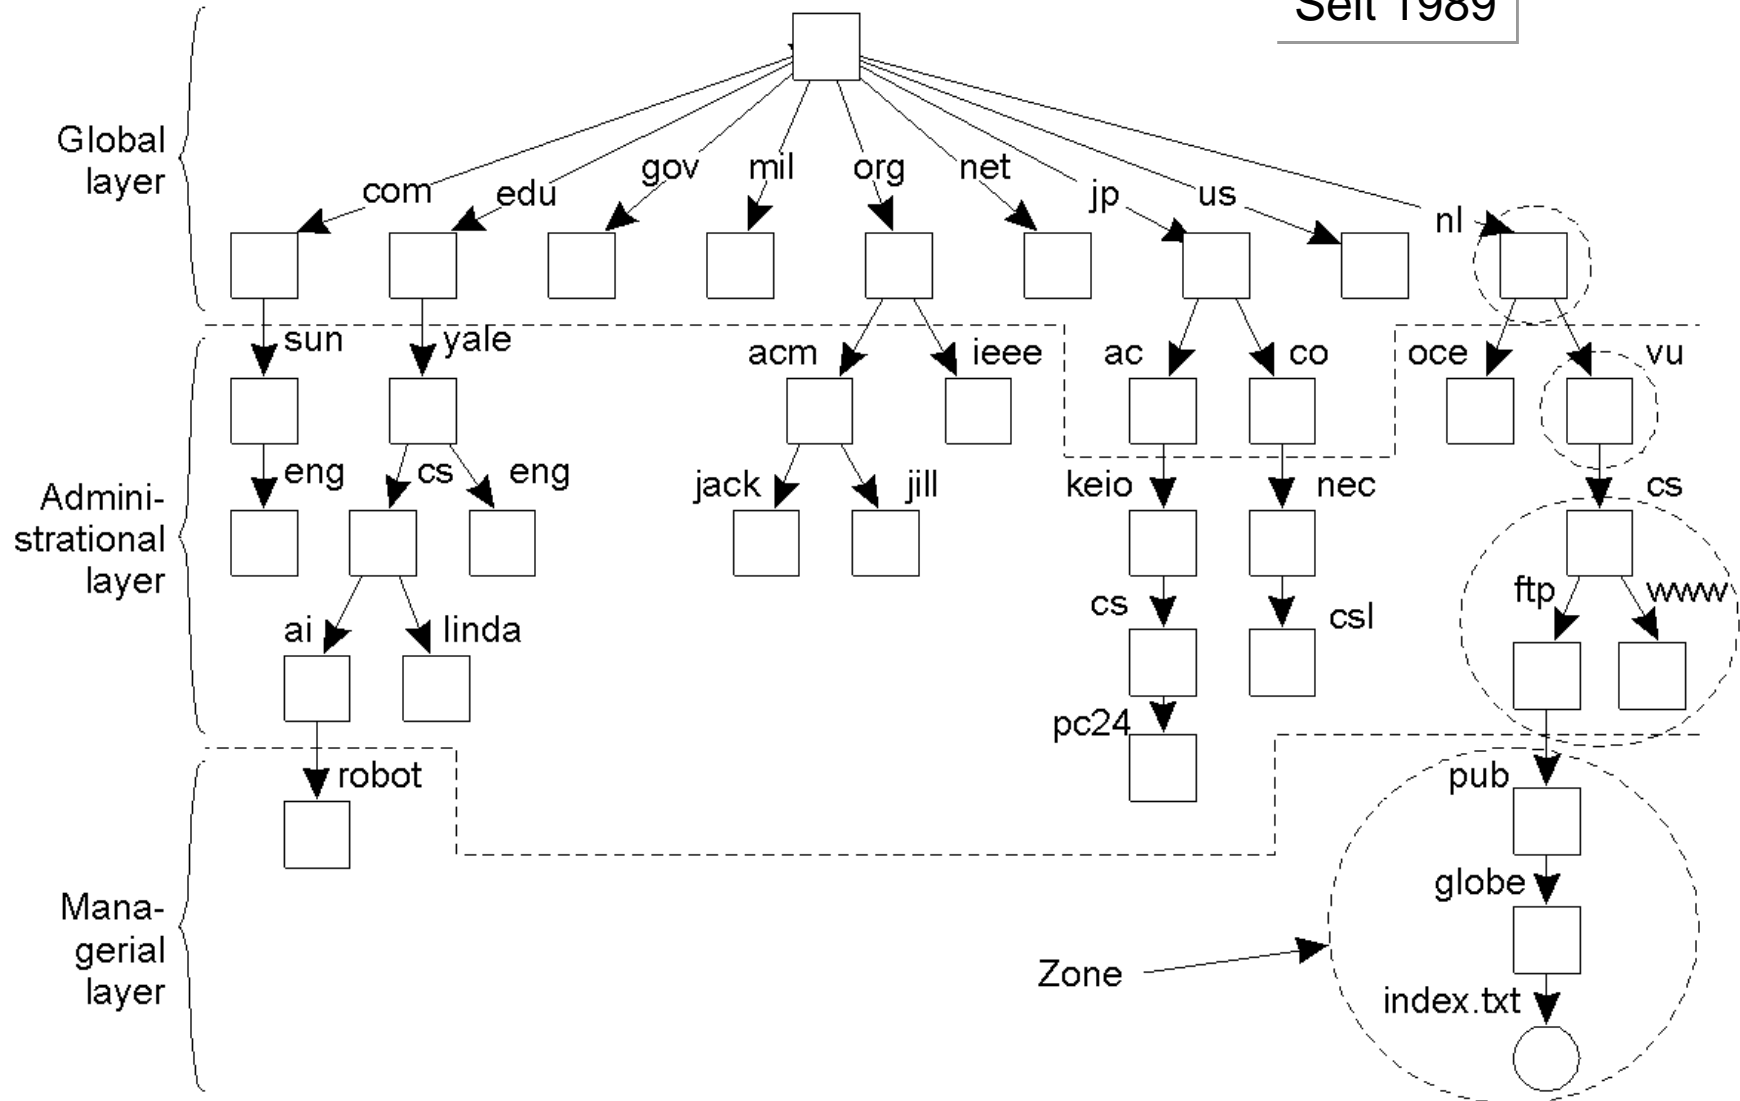 Seit 1989
Global
layer
com
edu
gov
mil
org
net
jp
us
nl
sun
yale
acm
ieee
ac
co
oce
vu
Admini-
strational
layer
eng
cs
eng
jack
jill
keio
nec
cs
ai
linda
cs
csl
ftp
www
pc24
robot
pub
Mana-
gerial
layer
globe
Zone
index.txt